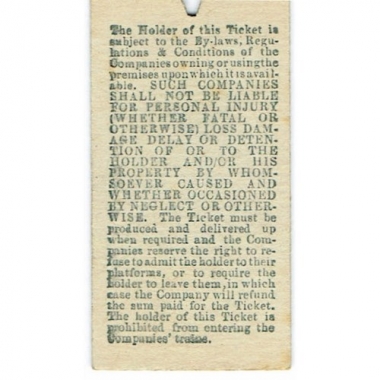 The Holder of this Ticket is
subject to the By-laws, Regu-
lations & Conditions of the
Companies owning or using the
premises upon which it is avail-
able. SUCH COMPANIES
SHALL NOT BE LIABLE
FOR PERSONAL INJURY
(WHETHER FATAL OR
OTHERWISE) LOSS DAM-
AGE DELAY OR DETEN-
TION OF OR TO THE
HOLDER AND/OR HIS
PROPERTY BY WHOM-
SOEVER CAUSED AND
WHETHER OCCASIONED
BY NEGLECT OR OTHER-
WISE. The Ticket must be
produced and delivered up
when required and the Com-
panies reserve the right to re-
fuse to admit the holder to their
platforms, or to require the
holder to leave them, in which
case the Company will refund
the sum paid for the Ticket.
The holder of this Ticket is
prohibited from entering the
Companies' trains.